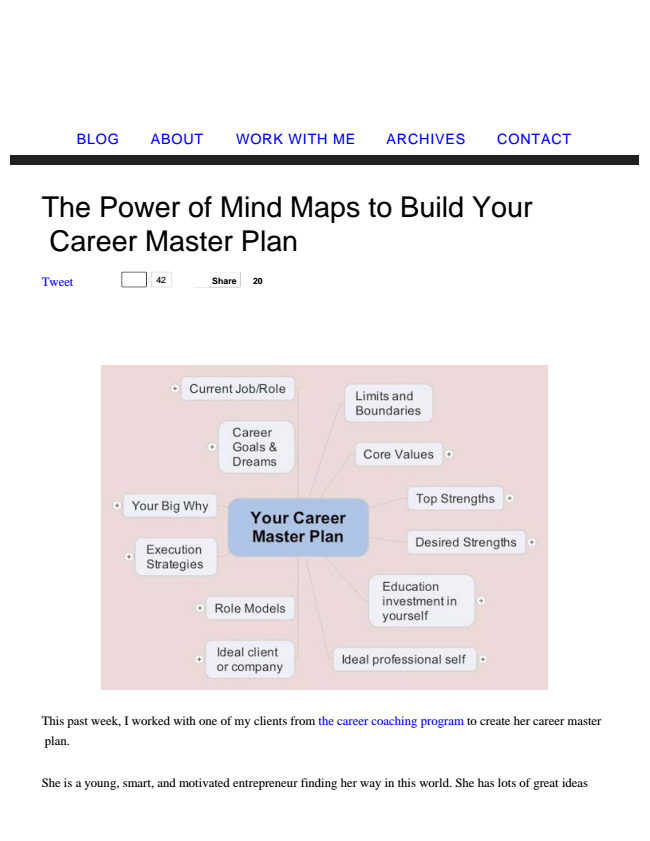 BLOG ABOUT WORK WITH ME ARCHIVES CONTACT
The Power of Mind Maps to Build Your
Career Master Plan
Tweet 42 Share 20
Current Job/Role
Career
Goals &
Dreams
Your Big Why
Execution
Strategies
Role Models
Ideal client
or company
Your Career
Master Plan
Limits and
Boundaries
Core Values
Top Strengths
Desired Strengths
Education
investment in
yourself
Ideal professional self
This past week, I worked with one of my clients from the career coaching program to create her career master
plan.
She is a young, smart, and motivated entrepreneur finding her way in this world. She has lots of great ideas